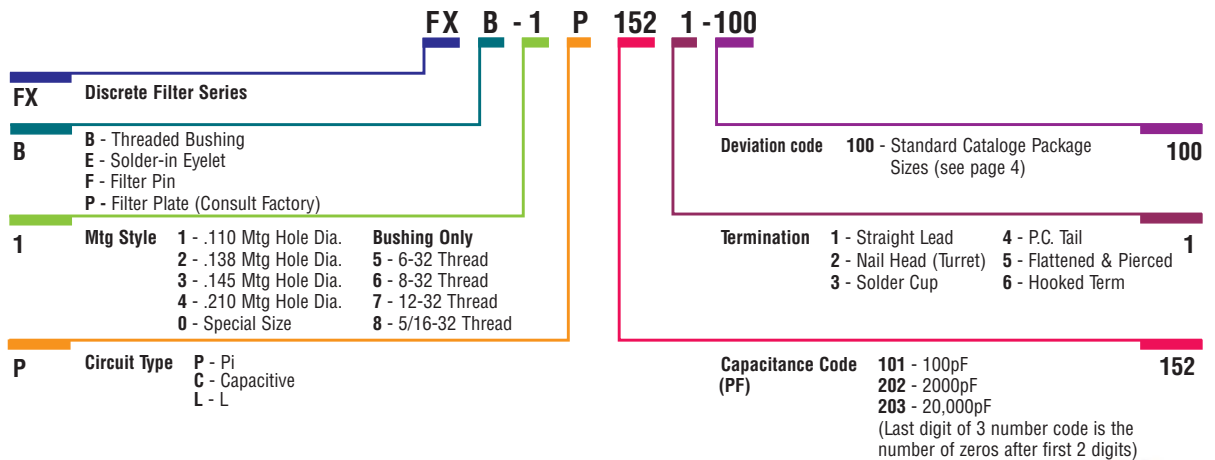 FX B - 1 P 152 1 - 100
FX Discrete Filter Series
B
B - Threaded Bushing
E - Solder-in Eyelet
F - Filter Pin
P - Filter Plate (Consult Factory)
1
Mtg Style
1 - .110 Mtg Hole Dia.
2 - .138 Mtg Hole Dia.
3 - .145 Mtg Hole Dia.
4 - .210 Mtg Hole Dia.
0 - Special Size
Bushing Only
5 - 6-32 Thread
6 - 8-32 Thread
7 - 12-32 Thread
8 - 5/16-32 Thread
P
Circuit Type
P - Pi
C - Capacitive
L - L
Deviation code
100 - Standard Cataloge Package
Sizes (see page 4)
100
Termination
1 - Straight Lead
2 - Nail Head (Turret)
3 - Solder Cup
4 - P.C. Tail
5 - Flattened & Pierced
6 - Hooked Term
1
Capacitance Code
(PF)
101 - 100pF
202 - 2000pF
203 - 20,000pF
(Last digit of 3 number code is the
number of zeros after first 2 digits)
152